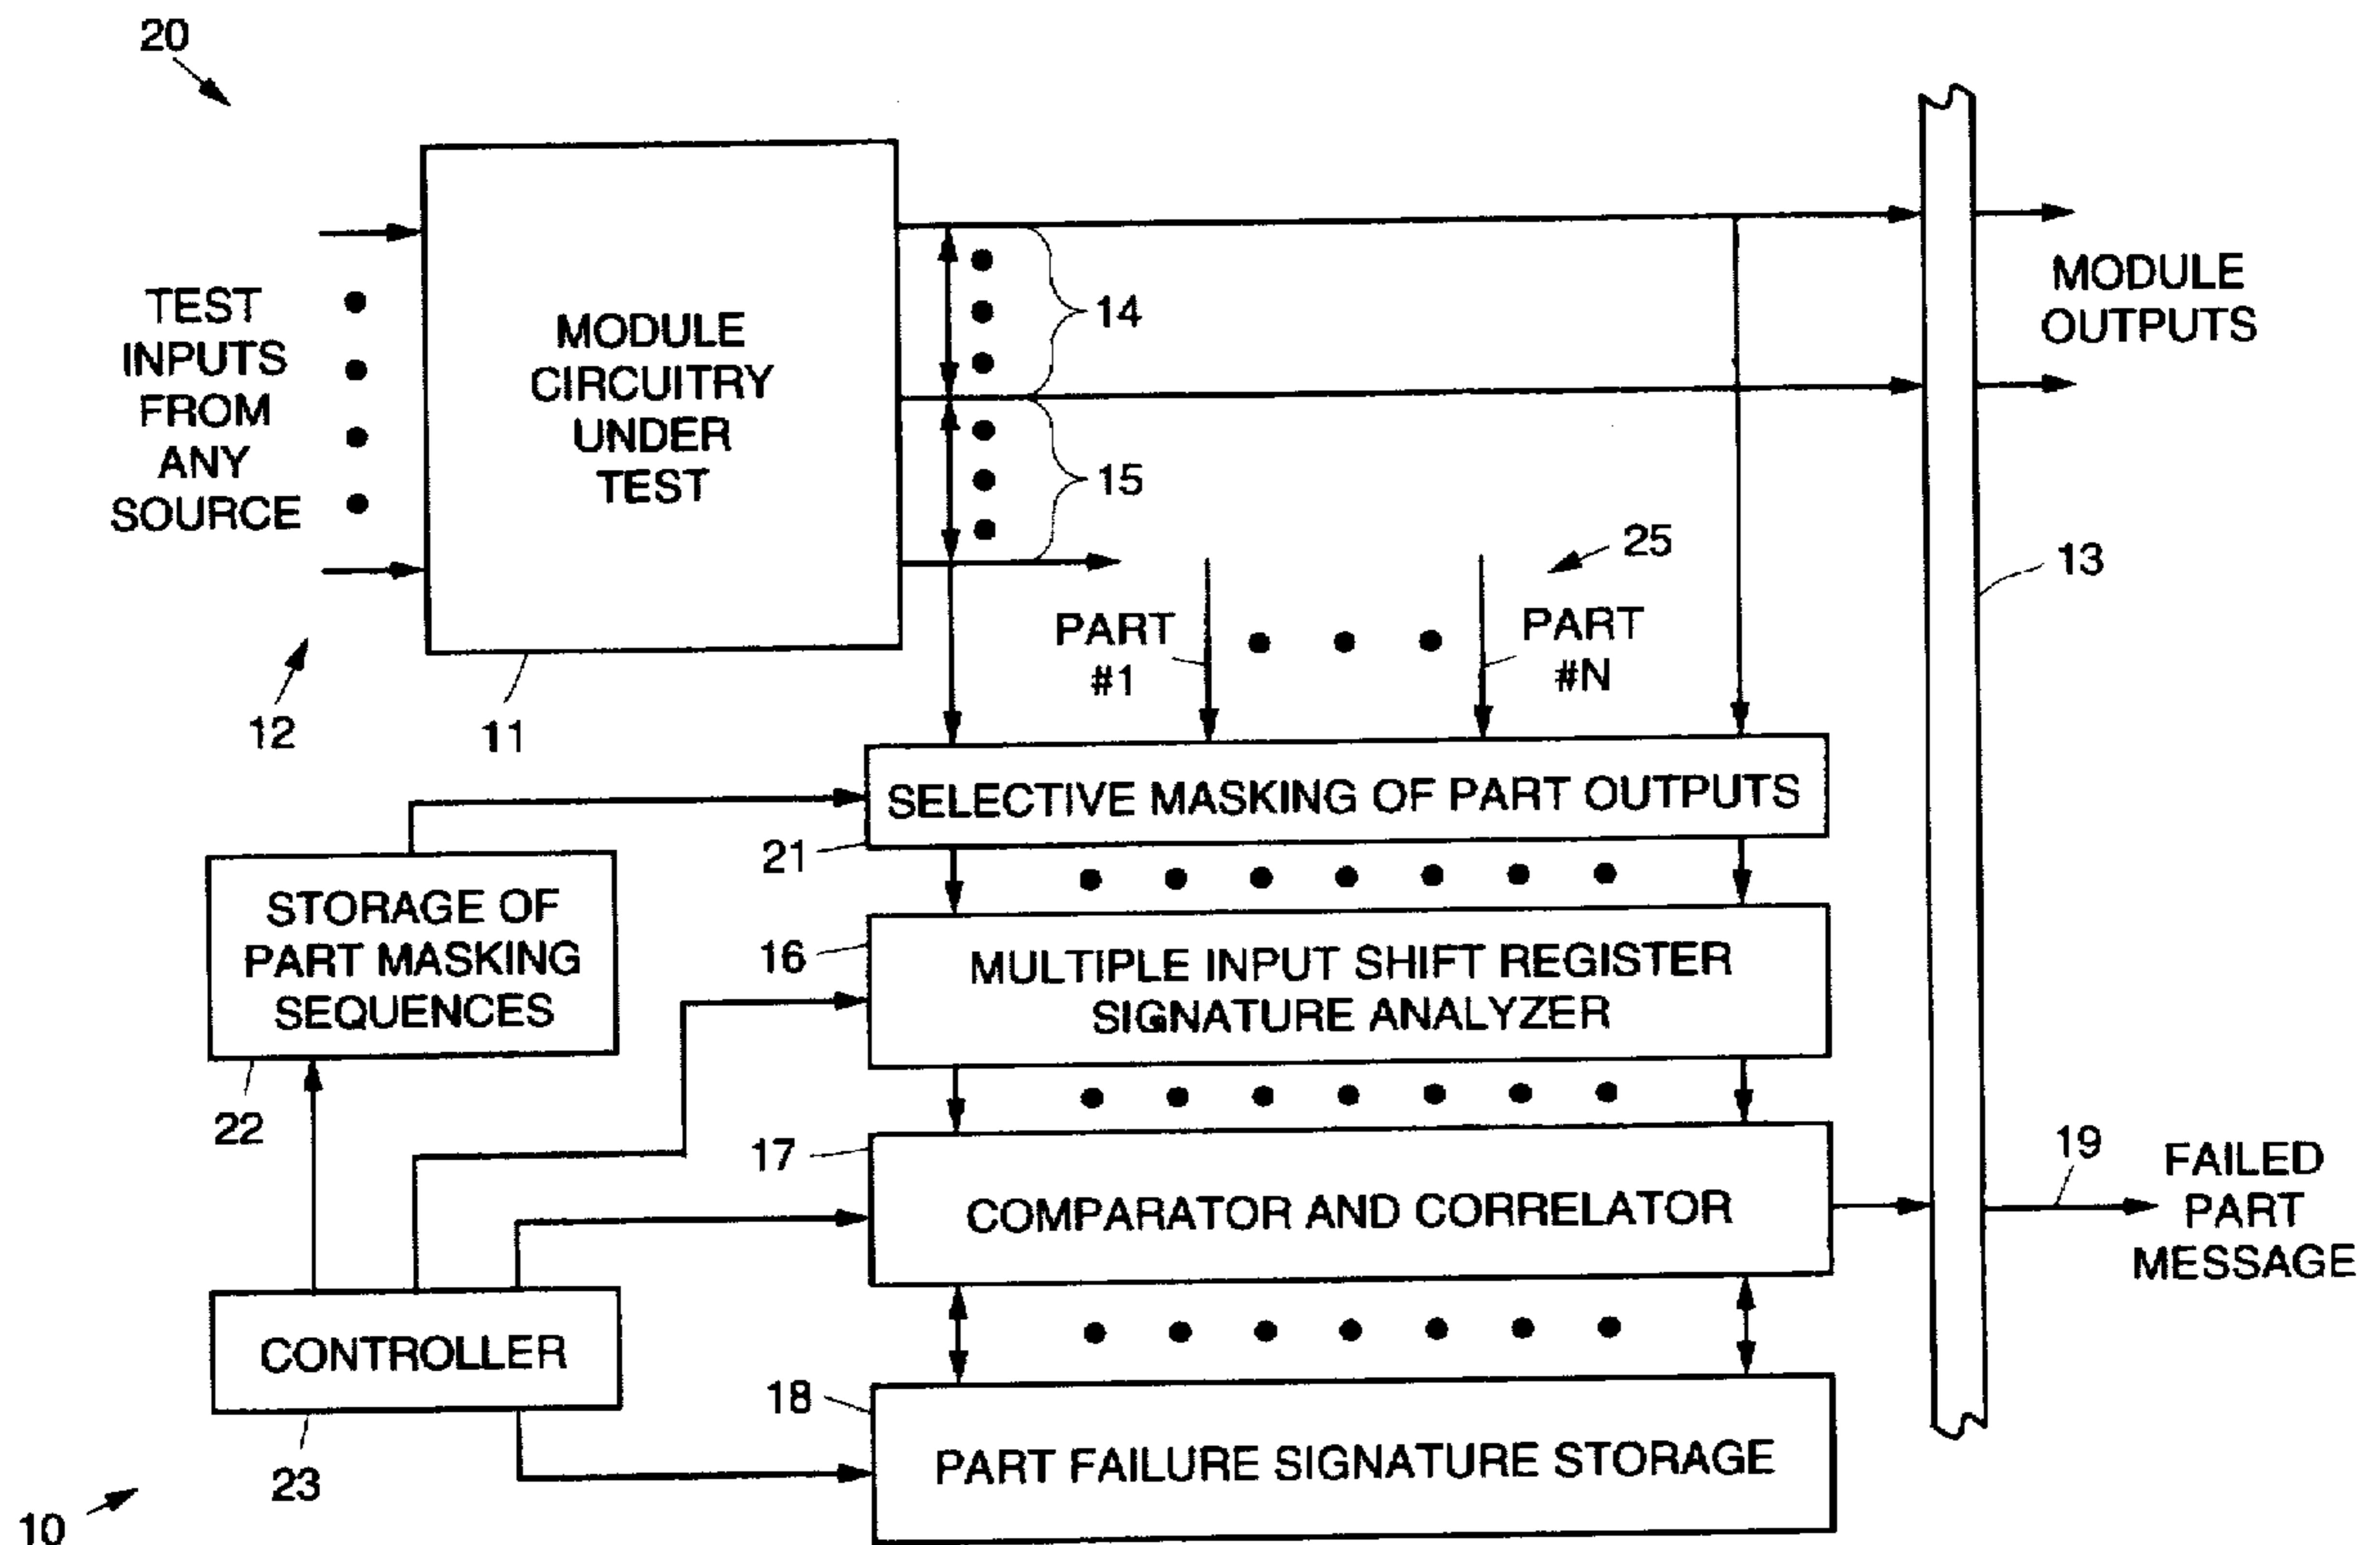 20
TEST
INPUTS
FROM
ANY
SOURCE
12
MODULE
CIRCUITRY
UNDER
TEST
11
14
15
MODULE
OUTPUTS
25
13
PART
#1
PART
#N
SELECTIVE MASKING OF PART OUTPUTS
21
STORAGE OF
PART MASKING
SEQUENCES
22
16
MULTIPLE INPUT SHIFT REGISTER
SIGNATURE ANALYZER
17
COMPARATOR AND CORRELATOR
19
FAILED
PART
MESSAGE
CONTROLLER
23
18
PART FAILURE SIGNATURE STORAGE
10